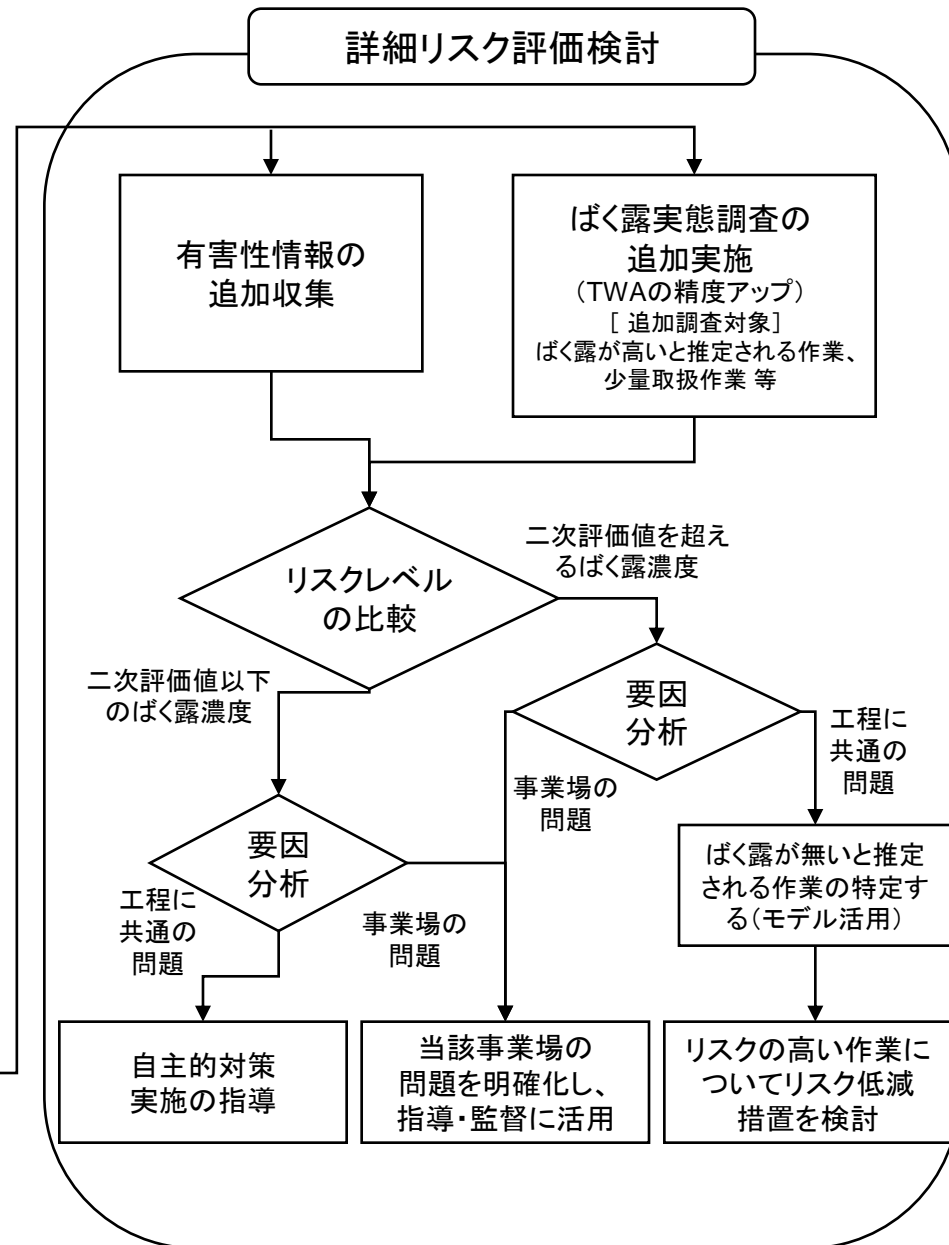 詳細リスク評価検討
有害性情報の
追加収集
ばく露実態調査の
追加実施
(TWAの精度アップ)
[ 追加調査対象]
ばく露が高いと推定される作業、
少量取扱作業 等
リスクレベル
の比較
二次評価値を超え
るばく露濃度
二次評価値以下
のばく露濃度
要因
分析
工程に
共通の
問題
事業場の
問題
要因
分析
ばく露が無いと推定
される作業の特定す
る(モデル活用)
工程に
共通の
問題
事業場の
問題
自主的対策
実施の指導
当該事業場の
問題を明確化し、
指導・監督に活用
リスクの高い作業に
ついてリスク低減
措置を検討